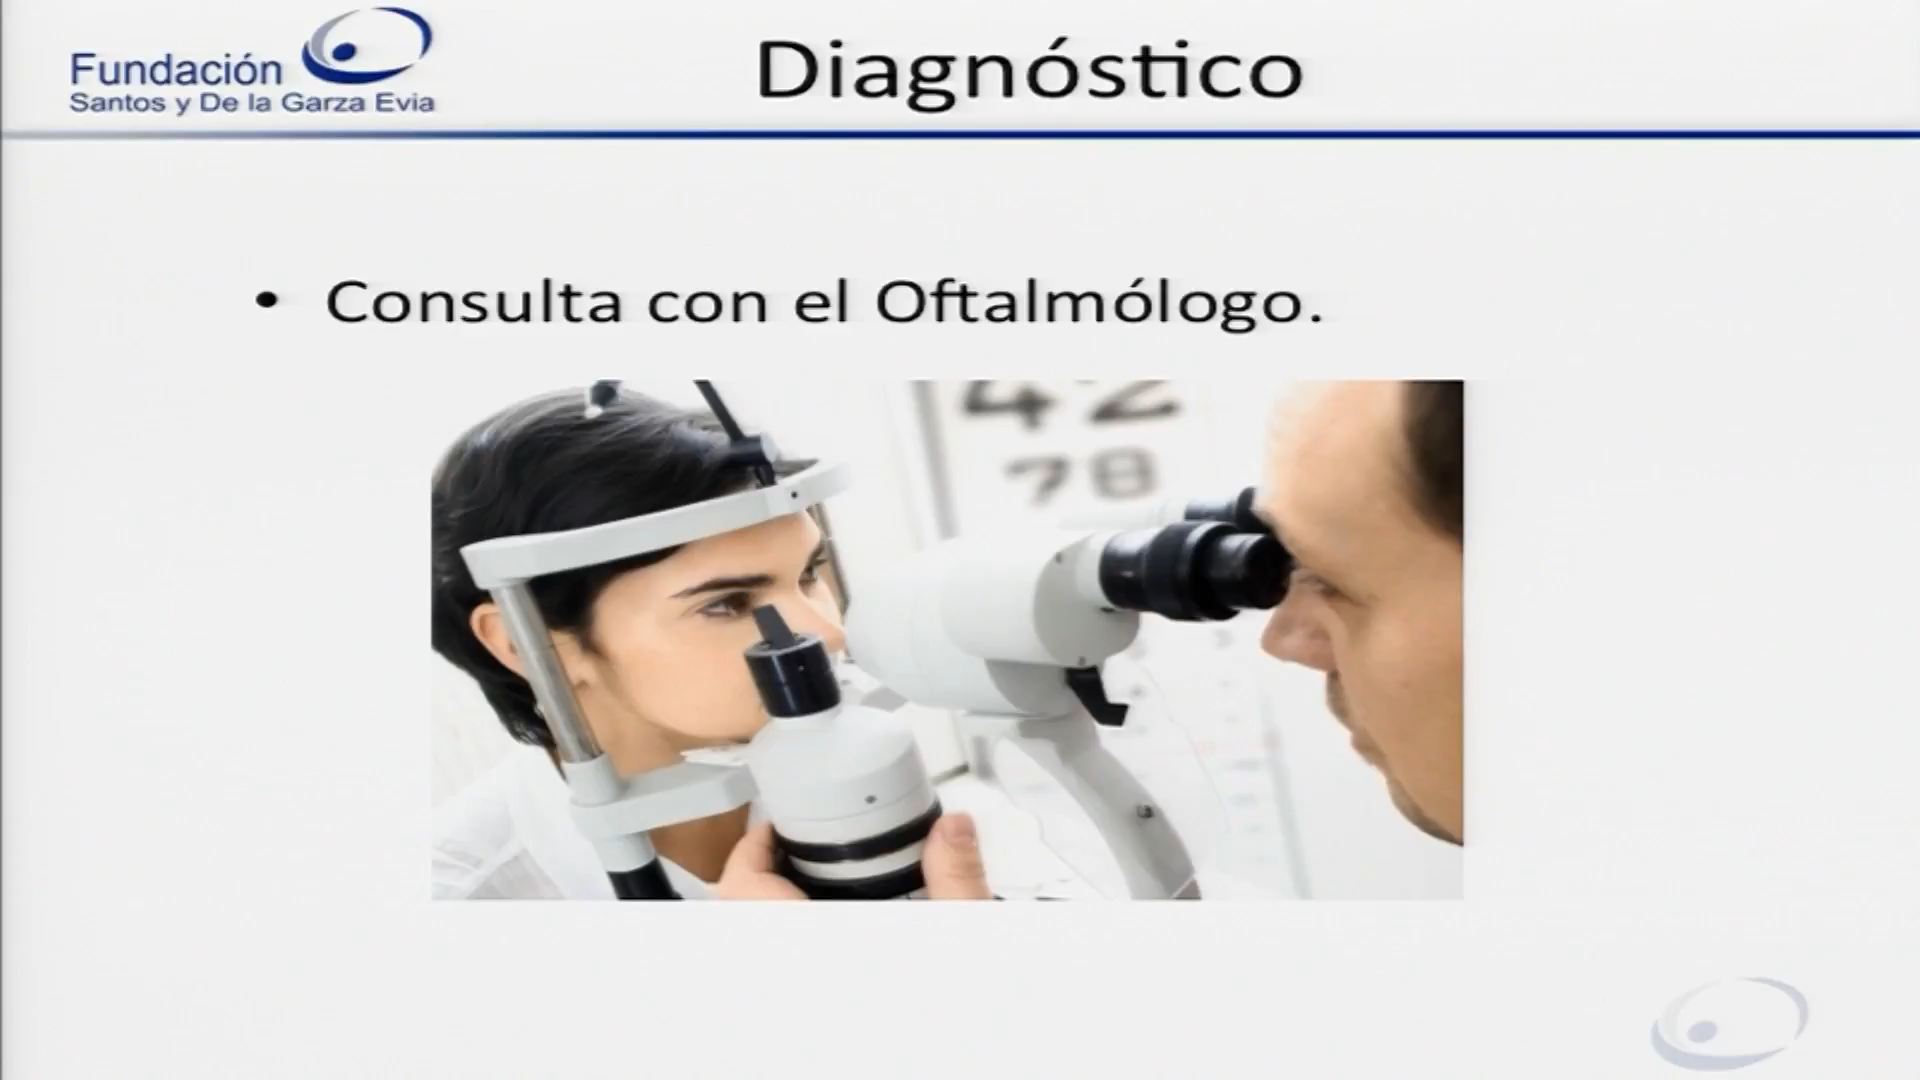 Fundación
Santos y De la Garza Evia
Diagnóstico
• Consulta con el Oftalmólogo.
42
78